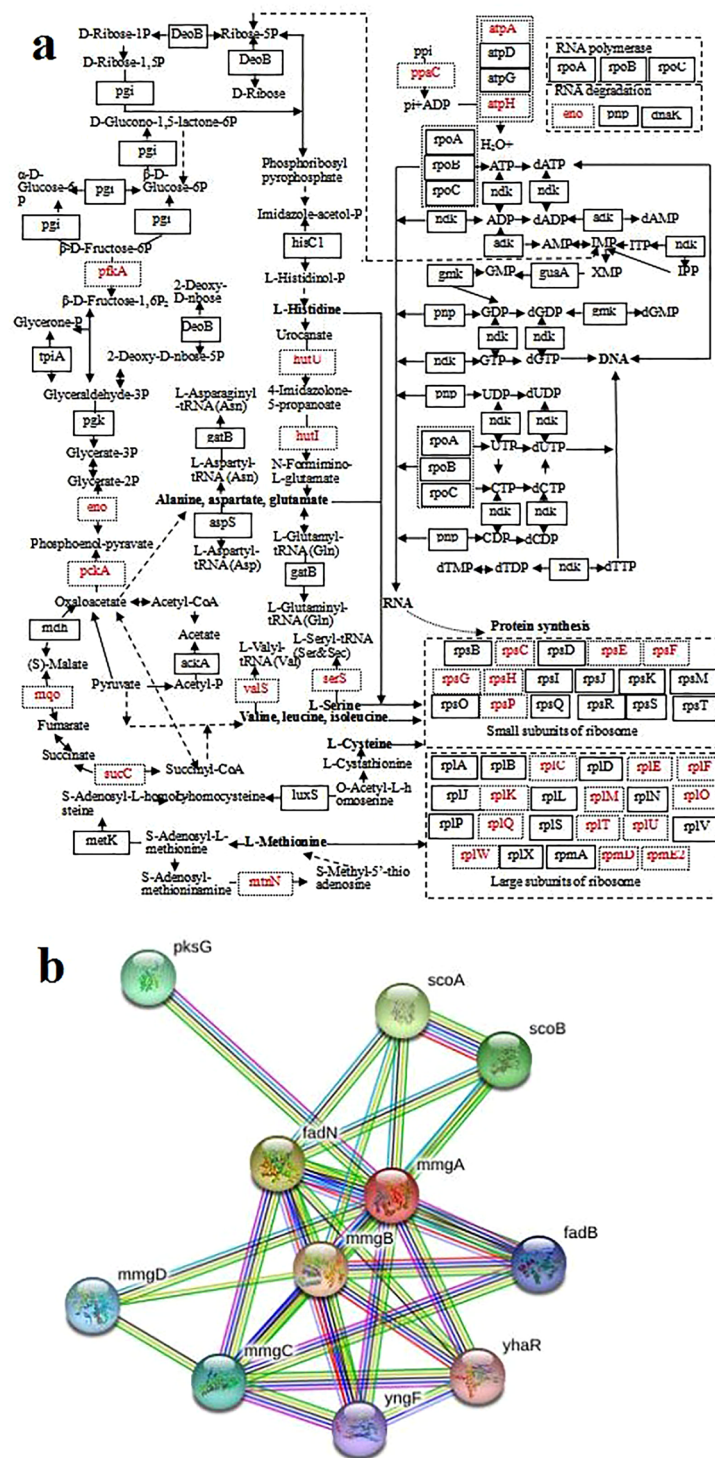 a
D-Ribose-1P
DeoB
Ribose-5P
D-Ribose-1,5P
DeoB
pgi
D-Ribose
D-Glucono-1,5-lactone-6P
pgi
α-D-
Glucose-6
p
pgi
β-D-
Glucose-6P
pgi
pgi
β-D-Fructose-6P
pfkA
β-D-Fructose-1,6P₂
Glycerone-P
tpiA
2-Deoxy-
D-nbose
DeoB
2-Deoxy-D-nbose-5P
Glyceraldehyde-3P
pgk
Glycerate-3P
Glycerate-2P
eno
Phosphoenol-pyruvate
pckA
Oxaloacetate
Acetyl-CoA
mdh
Acetate
(S)-Malate
ackA
Pyruvate
Acetyl-P
mqo
Fumarate
Succinate
sucC
Succinyl-CoA
Phosphoribosyl
pyrophosphate
Imidazole-acetol-P
hisC1
L-Histidinol-P
L-Histidine
Urocanate
hutU
4-Imidazolone-
5-propanoate
hutI
N-Formimino-
L-glutamate
L-Asparaginyl
-tRNA(Asn)
gatB
L-Aspartyl-
tRNA(Asn)
Alanine, aspartate, glutamate
aspS
L-Aspartyl-
tRNA(Asp)
L-Glutamyl-
tRNA(Gln)
gatB
L-Glutaminyl-
tRNA(Gln)
L-Valyl-
tRNA(Val)
L-Seryl-tRNA
(Ser&Sec)
valS
serS
L-Serine
Valine, leucine, isoleucine
L-Cysteine
L-Cystathionine
S-Adenosyl-L-homo
steine
luxS
O-Acetyl-L-h
omoserine
metK
S-Adenosyl-L-
methionine
L-Methionine
S-Adenosyl-
methioninamine
mtnN
S-Methyl-5'-thio
adenosine
ppi
ppaC
pi+ADP
atpA
atpD
atpG
atpH
H₂O+
RNA polymerase
rpoA rpoB rpoC
RNA degradation
eno pnp dnaK
rpoA
rpoB
rpoC
ATP dATP
ndk ndk
ndk ADP dADP adk dAMP
adk AMP IMP ITP ndk
gmk GMP guaA XMP IPP
pnp GDP dGDP gmk dGMP
ndk ndk
ndk GTP dGTP DNA
pnp UDP dUDP
ndk ndk
rpoA UTP dUTP
rpoB
rpoC CTP dCTP
ndk ndk
pnp CDP dCDP
dTMP dTDP ndk dTTP
RNA
Protein synthesis
rpsB rpsC rpsD rpsE rpsF
rpsG rpsH rpsI rpsJ rpsK rpsM
rpsO rpsP rpsQ rpsR rpsS rpsT
Small subunits of ribosome
rplA rplB rplC rplD rplE rplF
rplJ rplK rplL rplM rplN rplO
rplP rplQ rplS rplT rplU rplV
rplW rplX rpmA rpmD rpmE2
Large subunits of ribosome
b
pksG
scoA
scoB
fadN
mmgA
mmgB
fadB
mmgD
mmgC
yhaR
yngF